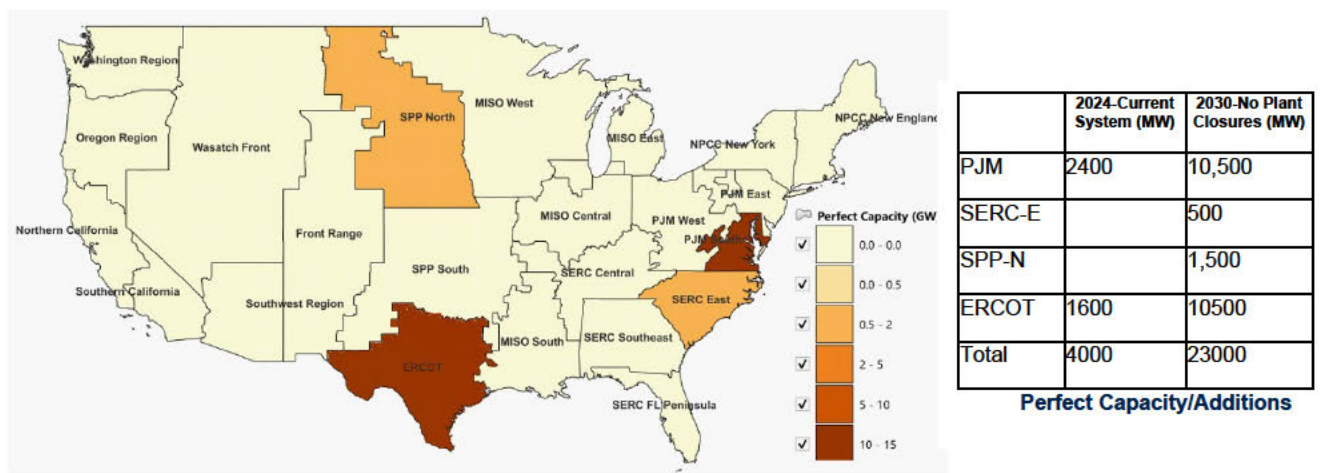 Washington Region
Oregon Region
Northern California
Southern California
Wasatch Front
Front Range
Southwest Region
SPP North
SPP South
ERCOT
MISO West
MISO East
MISO Central
MISO South
SERC Central
SERC Southeast
SERC East
SERC FL Peninsula
PJM West
PJM East
NPCC New York
NPCC New England
Perfect Capacity (GW
0.0 - 0.0
0.0 - 0.5
0.5 - 2
2 - 5
5 - 10
10 - 15
2024-Current 2030-No Plant
System (MW) Closures (MW)
PJM 2400 10,500
SERC-E 500
SPP-N 1,500
ERCOT 1600 10500
Total 4000 23000
Perfect Capacity/Additions